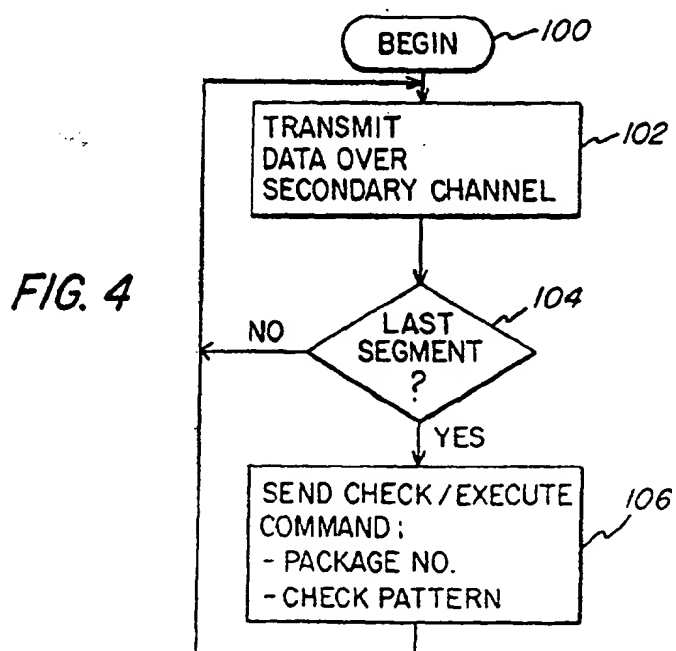 BEGIN
100
TRANSMIT
DATA OVER
SECONDARY CHANNEL
102
FIG. 4
104
LAST
SEGMENT
?
NO
YES
SEND CHECK/EXECUTE
COMMAND:
- PACKAGE NO.
- CHECK PATTERN
106